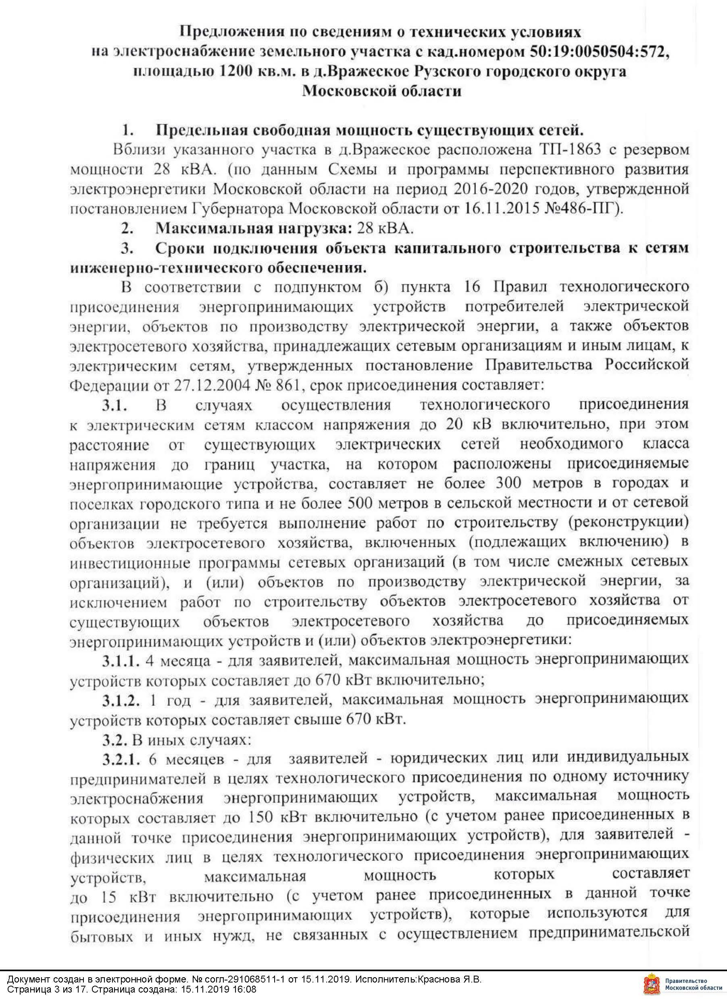 Предложения по сведениям о технических условиях
на электроснабжение земельного участка с кад.номером 50:19:0050504:572,
площадью 1200 кв.м. в д.Вражеское Рузского городского округа
Московской области
1. Предельная свободная мощность существующих сетей.
Вблизи указанного участка в д.Вражеское расположена ТП-1863 с резервом
мощности 28 кВА. (по данным Схемы и программы перспективного развития
электроэнергетики Московской области на период 2016-2020 годов, утвержденной
постановлением Губернатора Московской области от 16.11.2015 №486-ПГ).
2. Максимальная нагрузка: 28 кВА.
3. Сроки подключения объекта капитального строительства к сетям
инженерно-технического обеспечения.
В соответствии с подпунктом б) пункта 16 Правил технологического
присоединения энергопринимающих устройств потребителей электрической
энергии, объектов по производству электрической энергии, а также объектов
электросетевого хозяйства, принадлежащих сетевым организациям и иным лицам, к
электрическим сетям, утвержденных постановление Правительства Российской
Федерации от 27.12.2004 № 861, срок присоединения составляет:
3.1. В случаях осуществления технологического присоединения
к электрическим сетям классом напряжения до 20 кВ включительно, при этом
расстояние от существующих электрических сетей необходимого класса
напряжения до границ участка, на котором расположены присоединяемые
энергопринимающие устройства, составляет не более 300 метров в городах и
поселках городского типа и не более 500 метров в сельской местности и от сетевой
организации не требуется выполнение работ по строительству (реконструкции)
объектов электросетевого хозяйства, включенных (подлежащих включению) в
инвестиционные программы сетевых организаций (в том числе смежных сетевых
организаций), и (или) объектов по производству электрической энергии, за
исключением работ по строительству объектов электросетевого хозяйства от
существующих объектов электросетевого хозяйства до присоединяемых
энергопринимающих устройств и (или) объектов электроэнергетики:
3.1.1. 4 месяца - для заявителей, максимальная мощность энергопринимающих
устройств которых составляет до 670 кВт включительно;
3.1.2. 1 год - для заявителей, максимальная мощность энергопринимающих
устройств которых составляет свыше 670 кВт.
3.2. В иных случаях:
3.2.1. 6 месяцев - для заявителей - юридических лиц или индивидуальных
предпринимателей в целях технологического присоединения по одному источнику
электроснабжения энергопринимающих устройств, максимальная мощность
которых составляет до 150 кВт включительно (с учетом ранее присоединенных в
данной точке присоединения энергопринимающих устройств), для заявителей -
физических лиц в целях технологического присоединения энергопринимающих
устройств, максимальная мощность которых составляет
до 15 кВт включительно (с учетом ранее присоединенных в данной точке
присоединения энергопринимающих устройств), которые используются для
бытовых и иных нужд, не связанных с осуществлением предпринимательской
Документ создан в электронной форме. № согл-291068511-1 от 15.11.2019. Исполнитель:Краснова Я.В.
Страница 3 из 17. Страница создана: 15.11.2019 16:08
Правительство
Московской области